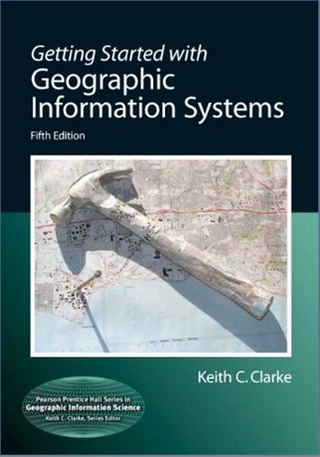 Getting Started with
Geographic
Information Systems
Fifth Edition
Keith C. Clarke
Pearson Prentice Hall Series in
Geographic Information Science
Keith C. Clarke, Series Editor